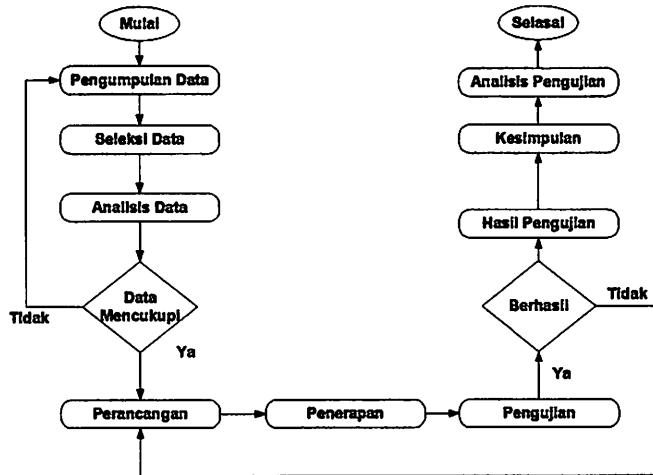 Mulai
Pengumpulan Data
Seleksi Data
Analisis Data
Data
Mencukupi
Tidak
Ya
Perancangan
Penerapan
Pengujian
Ya
Berhasil
Tidak
Hasil Pengujian
Kesimpulan
Analisis Pengujian
Selesai